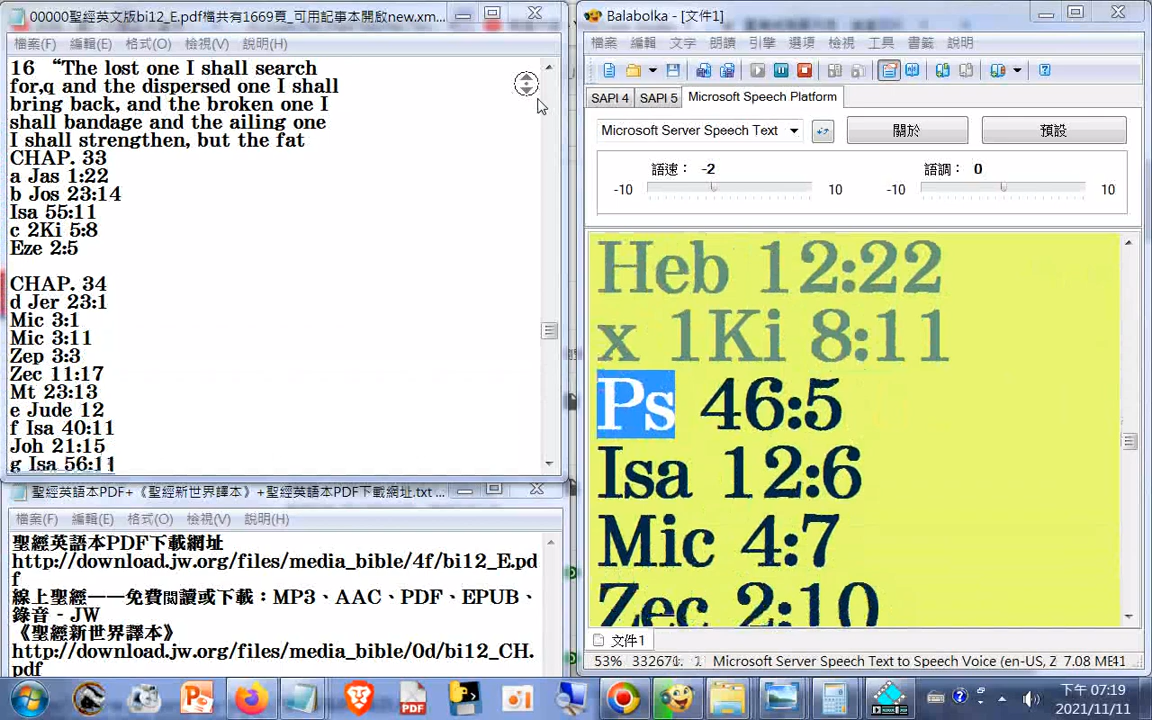 00000聖經英文版bi12_E.pdf檔共有1669頁_可用記事本開啟new.xm...
檔案(F) 編輯(E) 格式(O) 檢視(V) 說明(H)
16 “The lost one I shall search
for,q and the dispersed one I shall
bring back, and the broken one I
shall bandage and the ailing one
I shall strengthen, but the fat
CHAP. 33
a Jas 1:22
b Jos 23:14
Isa 55:11
c 2Ki 5:8
Eze 2:5
CHAP. 34
d Jer 23:1
Mic 3:1
Mic 3:11
Zep 3:3
Zec 11:17
Mt 23:13
e Jude 12
f Isa 40:11
Joh 21:15
g Isa 56:11
聖經英語本PDF+《聖經新世界譯本》+聖經英語本PDF下載網址.txt ...
檔案(F) 編輯(E) 格式(O) 檢視(V) 說明(H)
聖經英語本PDF下載網址
http://download.jw.org/files/media_bible/4f/bi12_E.pd
f
線上聖經——免費閱讀或下載：MP3、AAC、PDF、EPUB、
錄音 - JW
《聖經新世界譯本》
http://download.jw.org/files/media_bible/0d/bi12_CH.
pdf
Balabolka - [文件1]
檔案 編輯 文字 朗讀 引擎 選項 檢視 工具 書籤 說明
SAPI 4 SAPI 5 Microsoft Speech Platform
Microsoft Server Speech Text 關於 預設
語速： -2 語調： 0
-10 10 -10 10
Heb 12:22
x 1Ki 8:11
Ps 46:5
Isa 12:6
Mic 4:7
Zec 2:10
文件1
53% Microsoft Server Speech Text to Speech Voice (en-US, Z 7.08 MB
下午 07:19
2021/11/11